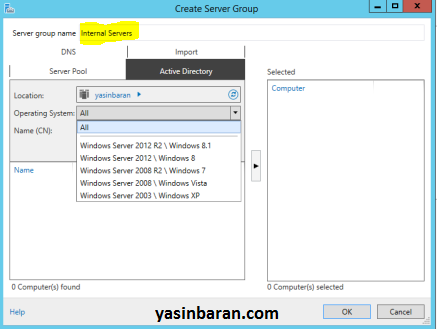 Create Server Group
Server group name
Internal Servers
DNS
Import
Server Pool
Active Directory
Location:
yasinbaran
Operating System:
All
All
Windows Server 2012 R2 \ Windows 8.1
Windows Server 2012 \ Windows 8
Windows Server 2008 R2 \ Windows 7
Windows Server 2008 \ Windows Vista
Windows Server 2003 \ Windows XP
Name (CN):
Name
0 Computer(s) found
Selected
Computer
0 Computer(s) selected
Help
yasinbaran.com
OK
Cancel